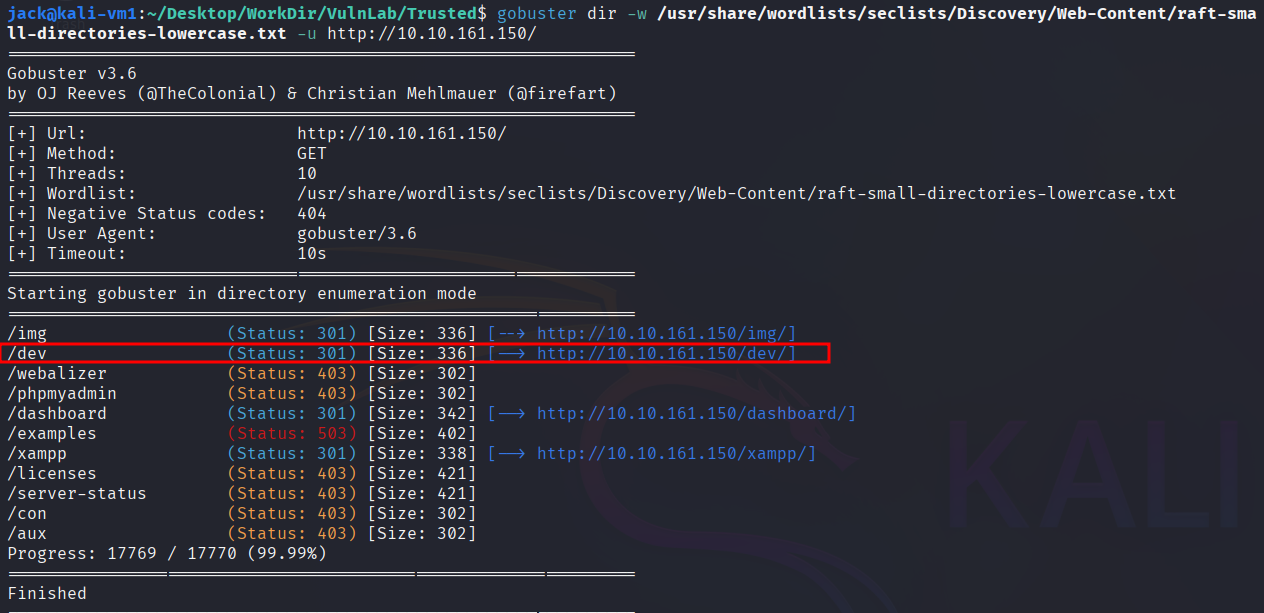 jack@kali-vm1:~/Desktop/WorkDir/VulnLab/Trusted$ gobuster dir -w /usr/share/wordlists/seclists/Discovery/Web-Content/raft-sma
ll-directories-lowercase.txt -u http://10.10.161.150/
===============================================================
Gobuster v3.6
by OJ Reeves (@TheColonial) & Christian Mehlmauer (@firefart)
===============================================================
[+] Url:                     http://10.10.161.150/
[+] Method:                  GET
[+] Threads:                 10
[+] Wordlist:                /usr/share/wordlists/seclists/Discovery/Web-Content/raft-small-directories-lowercase.txt
[+] Negative Status codes:   404
[+] User Agent:              gobuster/3.6
[+] Timeout:                 10s
===============================================================
Starting gobuster in directory enumeration mode
===============================================================
/img                  (Status: 301) [Size: 336] [--> http://10.10.161.150/img/]
/dev                  (Status: 301) [Size: 336] [--> http://10.10.161.150/dev/]
/webalizer            (Status: 403) [Size: 302]
/phpmyadmin           (Status: 403) [Size: 302]
/dashboard            (Status: 301) [Size: 342] [--> http://10.10.161.150/dashboard/]
/examples             (Status: 503) [Size: 402]
/xampp                (Status: 301) [Size: 338] [--> http://10.10.161.150/xampp/]
/licenses             (Status: 403) [Size: 421]
/server-status        (Status: 403) [Size: 421]
/con                  (Status: 403) [Size: 302]
/aux                  (Status: 403) [Size: 302]
Progress: 17769 / 17770 (99.99%)
===============================================================
Finished
===============================================================
KALI